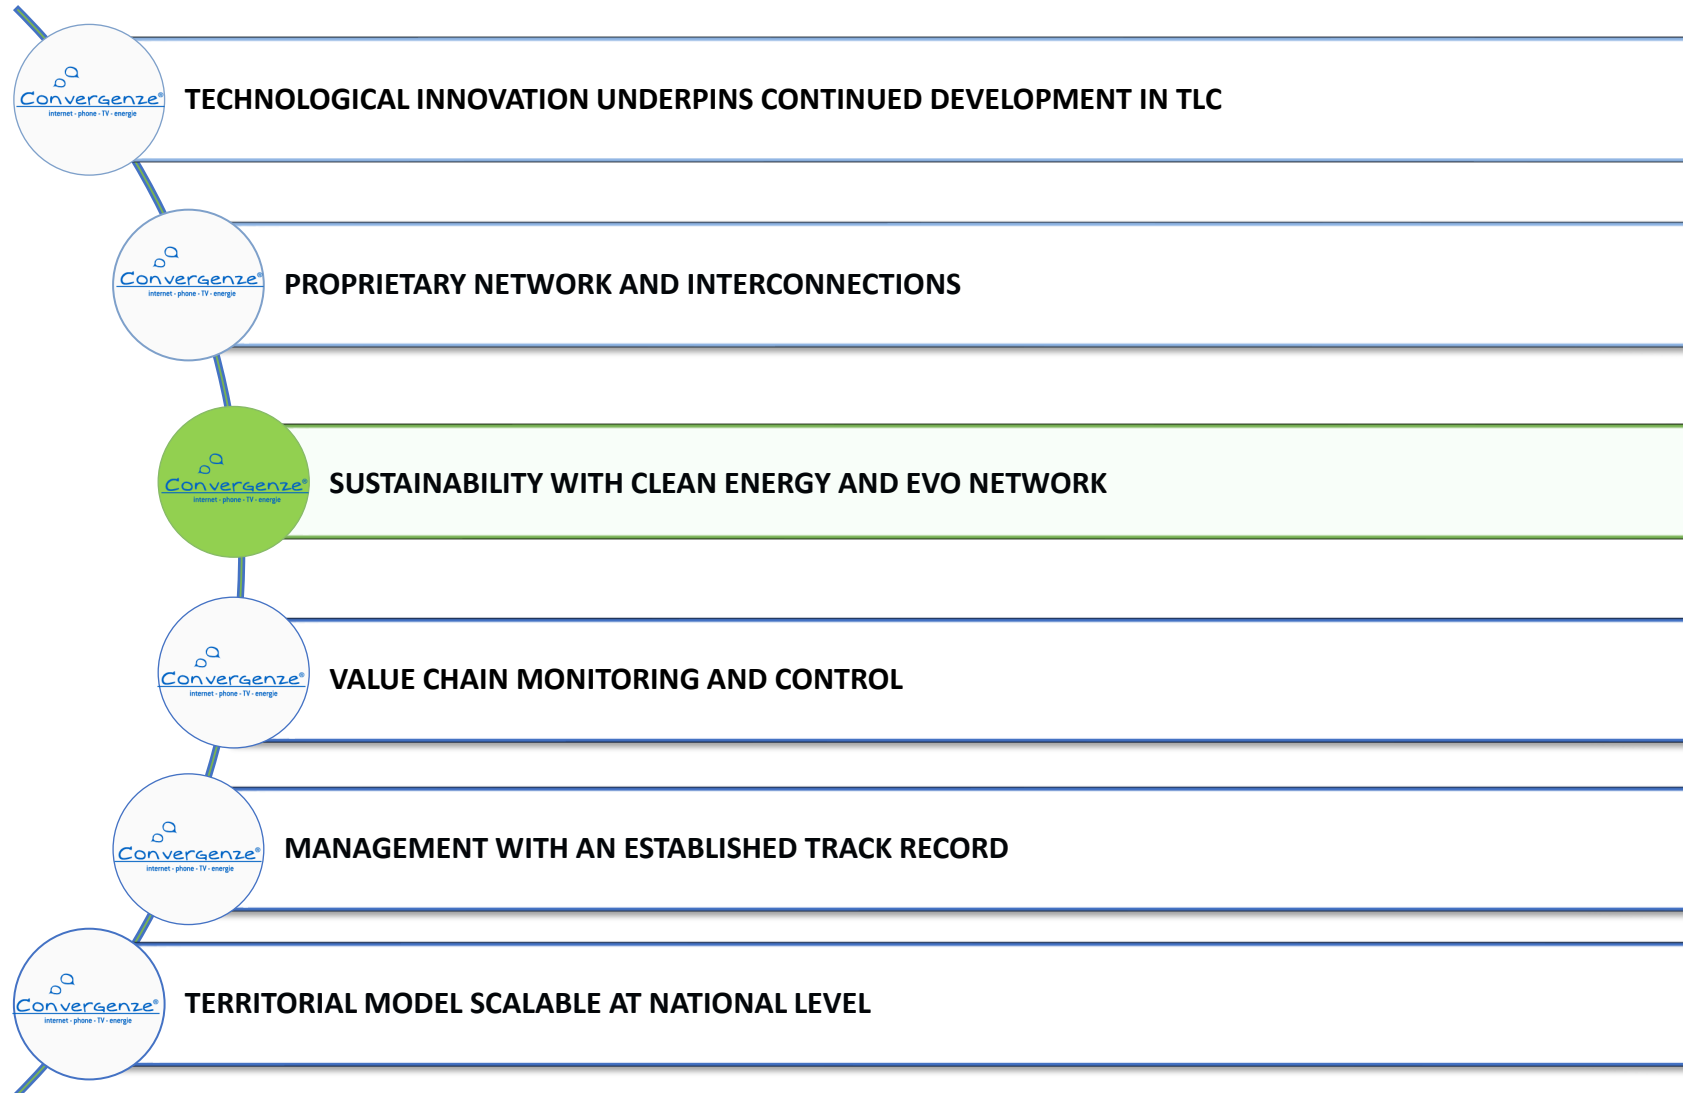 Convergenze®
internet - phone - TV - energie
TECHNOLOGICAL INNOVATION UNDERPINS CONTINUED DEVELOPMENT IN TLC
Convergenze®
internet - phone - TV - energie
PROPRIETARY NETWORK AND INTERCONNECTIONS
Convergenze®
internet - phone - TV - energie
SUSTAINABILITY WITH CLEAN ENERGY AND EVO NETWORK
Convergenze®
internet - phone - TV - energie
VALUE CHAIN MONITORING AND CONTROL
Convergenze®
internet - phone - TV - energie
MANAGEMENT WITH AN ESTABLISHED TRACK RECORD
Convergenze®
internet - phone - TV - energie
TERRITORIAL MODEL SCALABLE AT NATIONAL LEVEL